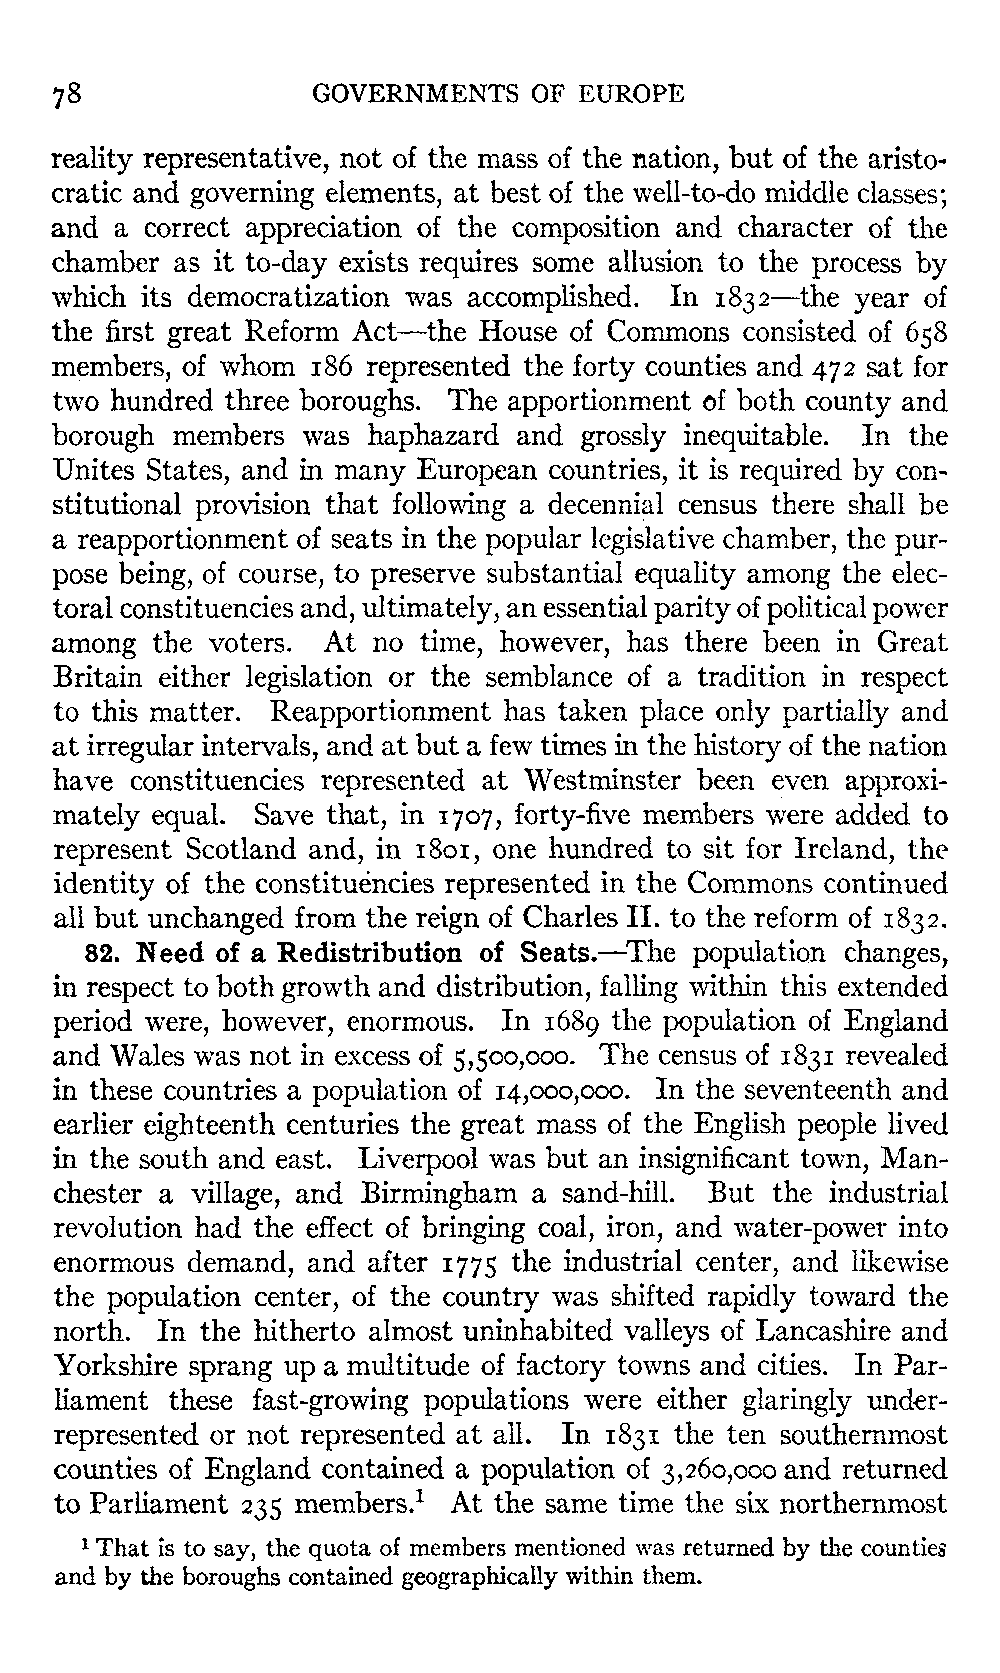 78 GOVERNMENTS OF EUROPE
reality representative, not of the mass of the nation, but of the aristo-
cratic and governing elements, at best of the well-to-do middle classes;
and a correct appreciation of the composition and character of the
chamber as it to-day exists requires some allusion to the process by
which its democratization was accomplished. In 1832—the year of
the first great Reform Act—the House of Commons consisted of 658
members, of whom 186 represented the forty counties and 472 sat for
two hundred three boroughs. The apportionment of both county and
borough members was haphazard and grossly inequitable. In the
Unites States, and in many European countries, it is required by con-
stitutional provision that following a decennial census there shall be
a reapportionment of seats in the popular legislative chamber, the pur-
pose being, of course, to preserve substantial equality among the elec-
toral constituencies and, ultimately, an essential parity of political power
among the voters. At no time, however, has there been in Great
Britain either legislation or the semblance of a tradition in respect
to this matter. Reapportionment has taken place only partially and
at irregular intervals, and at but a few times in the history of the nation
have constituencies represented at Westminster been even approxi-
mately equal. Save that, in 1707, forty-five members were added to
represent Scotland and, in 1801, one hundred to sit for Ireland, the
identity of the constituencies represented in the Commons continued
all but unchanged from the reign of Charles II. to the reform of 1832.
82. Need of a Redistribution of Seats.—The population changes,
in respect to both growth and distribution, falling within this extended
period were, however, enormous. In 1689 the population of England
and Wales was not in excess of 5,500,000. The census of 1831 revealed
in these countries a population of 14,000,000. In the seventeenth and
earlier eighteenth centuries the great mass of the English people lived
in the south and east. Liverpool was but an insignificant town, Man-
chester a village, and Birmingham a sand-hill. But the industrial
revolution had the effect of bringing coal, iron, and water-power into
enormous demand, and after 1775 the industrial center, and likewise
the population center, of the country was shifted rapidly toward the
north. In the hitherto almost uninhabited valleys of Lancashire and
Yorkshire sprang up a multitude of factory towns and cities. In Par-
liament these fast-growing populations were either glaringly under-
represented or not represented at all. In 1831 the ten southernmost
counties of England contained a population of 3,260,000 and returned
to Parliament 235 members.¹ At the same time the six northernmost
¹ That is to say, the quota of members mentioned was returned by the counties
and by the boroughs contained geographically within them.